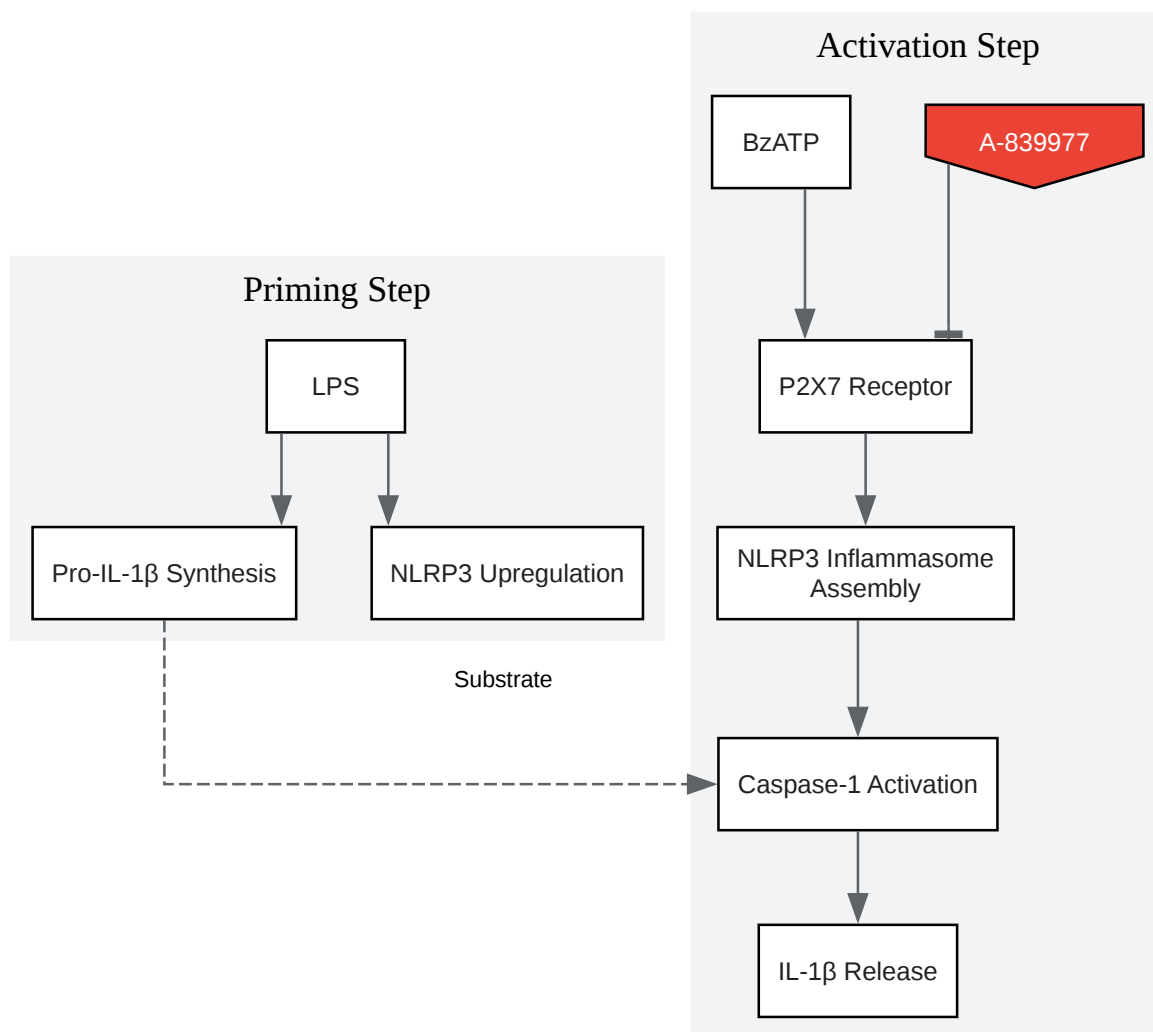 Activation Step
BzATP
A-839977
Priming Step
LPS
P2X7 Receptor
Pro-IL-1β Synthesis
NLRP3 Upregulation
NLRP3 Inflammasome
Assembly
Substrate
Caspase-1 Activation
IL-1β Release